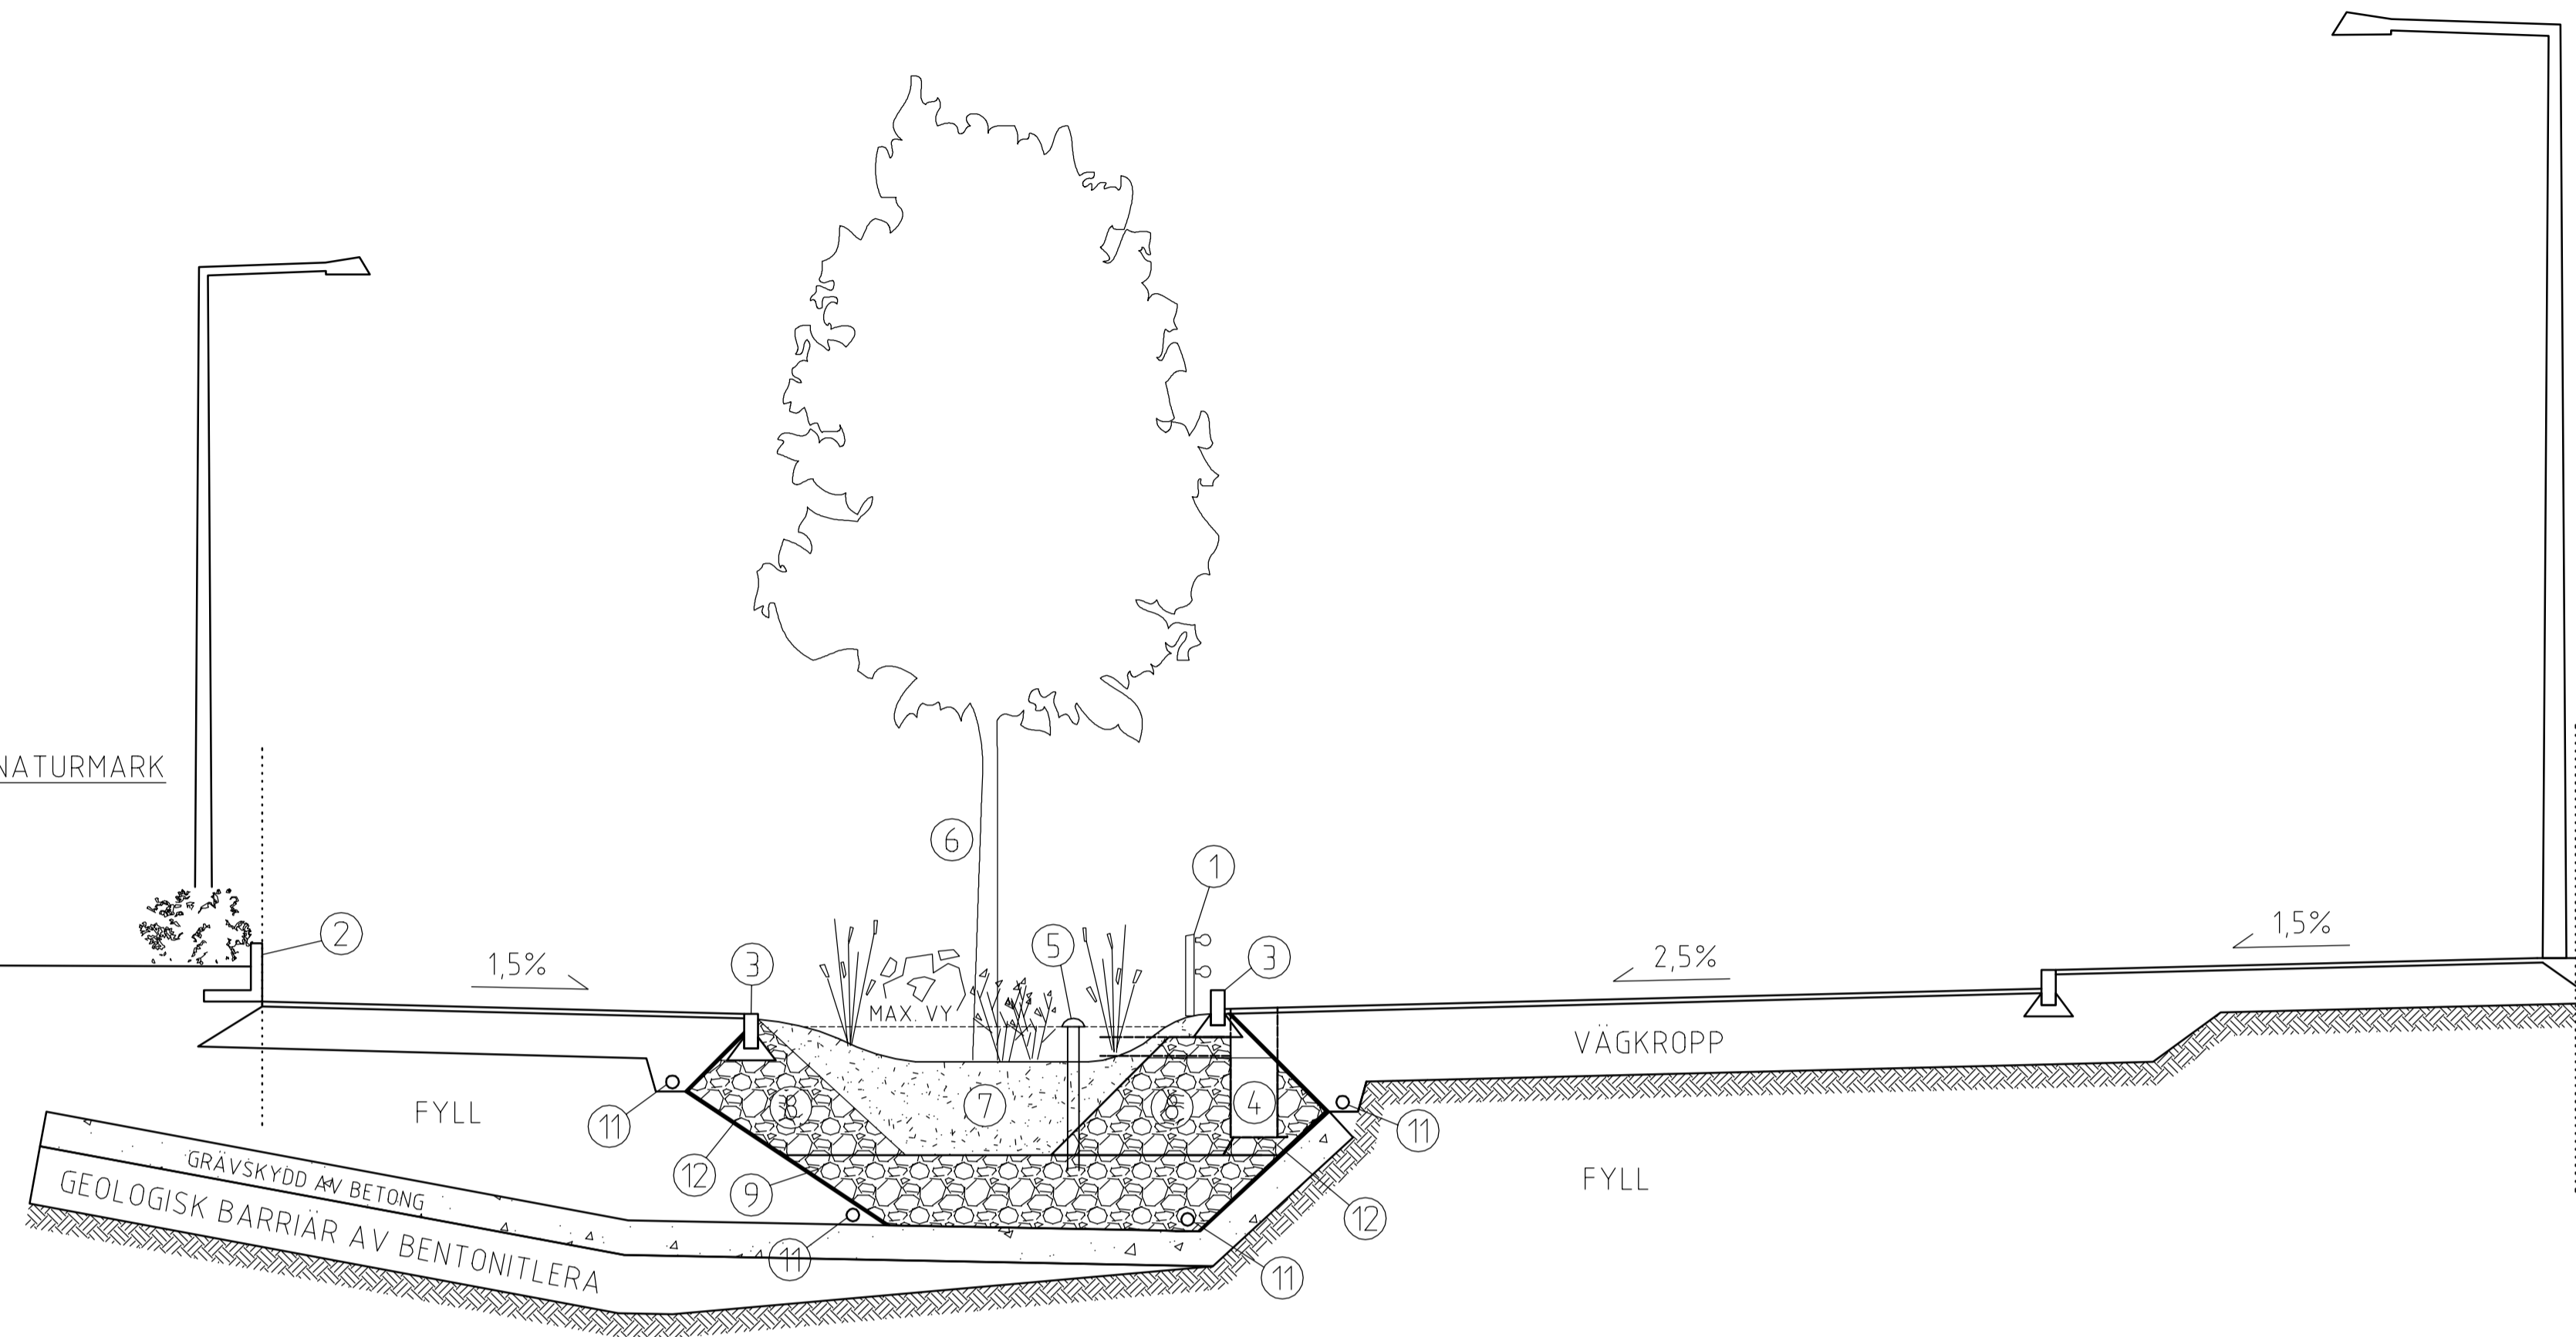 NATURMARK
6
1
2
5
3
3
1,5%
2,5%
1,5%
MAX. VY
VÄGKROPP
FYLL
8
7
8
4
11
11
12
9
12
FYLL
GRÄVSKYDD AV BETONG
GEOLOGISK BARRIÄR AV BENTONITLERA
11
11